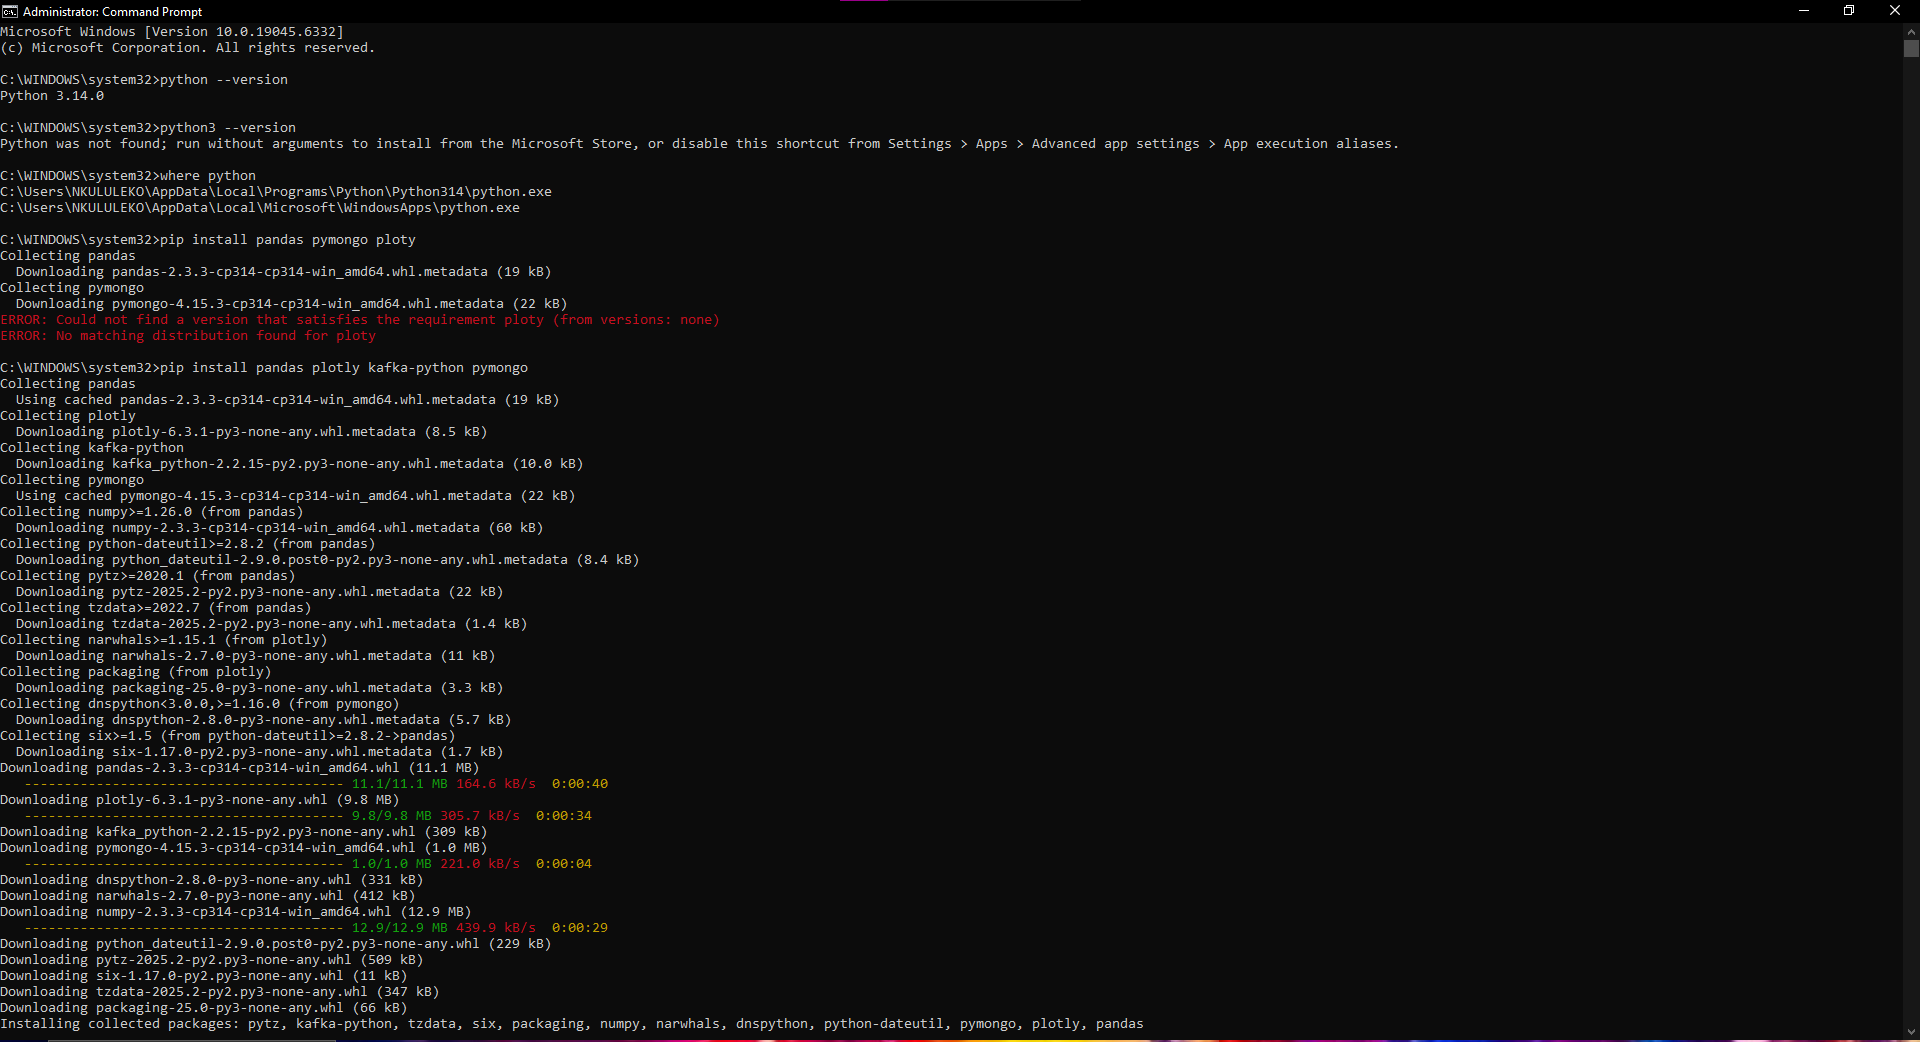 Administrator: Command Prompt
Microsoft Windows [Version 10.0.19045.6332]
(c) Microsoft Corporation. All rights reserved.
C:\WINDOWS\system32>python --version
Python 3.14.0
C:\WINDOWS\system32>python3 --version
Python was not found; run without arguments to install from the Microsoft Store, or disable this shortcut from Settings > Apps > Advanced app settings > App execution aliases.
C:\WINDOWS\system32>where python
C:\Users\NKULULEKO\AppData\Local\Programs\Python\Python314\python.exe
C:\Users\NKULULEKO\AppData\Local\Microsoft\WindowsApps\python.exe
C:\WINDOWS\system32>pip install pandas pymongo ploty
Collecting pandas
  Downloading pandas-2.3.3-cp314-cp314-win_amd64.whl.metadata (19 kB)
Collecting pymongo
  Downloading pymongo-4.15.3-cp314-cp314-win_amd64.whl.metadata (22 kB)
ERROR: Could not find a version that satisfies the requirement ploty (from versions: none)
ERROR: No matching distribution found for ploty
C:\WINDOWS\system32>pip install pandas plotly kafka-python pymongo
Collecting pandas
  Using cached pandas-2.3.3-cp314-cp314-win_amd64.whl.metadata (19 kB)
Collecting plotly
  Downloading plotly-6.3.1-py3-none-any.whl.metadata (8.5 kB)
Collecting kafka-python
  Downloading kafka_python-2.2.15-py2.py3-none-any.whl.metadata (10.0 kB)
Collecting pymongo
  Using cached pymongo-4.15.3-cp314-cp314-win_amd64.whl.metadata (22 kB)
Collecting numpy>=1.26.0 (from pandas)
  Downloading numpy-2.3.3-cp314-cp314-win_amd64.whl.metadata (60 kB)
Collecting python-dateutil>=2.8.2 (from pandas)
  Downloading python_dateutil-2.9.0.post0-py2.py3-none-any.whl.metadata (8.4 kB)
Collecting pytz>=2020.1 (from pandas)
  Downloading pytz-2025.2-py2.py3-none-any.whl.metadata (22 kB)
Collecting tzdata>=2022.7 (from pandas)
  Downloading tzdata-2025.2-py2.py3-none-any.whl.metadata (1.4 kB)
Collecting narwhals>=1.15.1 (from plotly)
  Downloading narwhals-2.7.0-py3-none-any.whl.metadata (11 kB)
Collecting packaging (from plotly)
  Downloading packaging-25.0-py3-none-any.whl.metadata (3.3 kB)
Collecting dnspython<3.0.0,>=1.16.0 (from pymongo)
  Downloading dnspython-2.8.0-py3-none-any.whl.metadata (5.7 kB)
Collecting six>=1.5 (from python-dateutil>=2.8.2->pandas)
  Downloading six-1.17.0-py2.py3-none-any.whl.metadata (1.7 kB)
Downloading pandas-2.3.3-cp314-cp314-win_amd64.whl (11.1 MB)
   ---------------------------------------- 11.1/11.1 MB 164.6 kB/s  0:00:40
Downloading plotly-6.3.1-py3-none-any.whl (9.8 MB)
   ---------------------------------------- 9.8/9.8 MB 305.7 kB/s  0:00:34
Downloading kafka_python-2.2.15-py2.py3-none-any.whl (309 kB)
Downloading pymongo-4.15.3-cp314-cp314-win_amd64.whl (1.0 MB)
   ---------------------------------------- 1.0/1.0 MB 221.0 kB/s  0:00:04
Downloading dnspython-2.8.0-py3-none-any.whl (331 kB)
Downloading narwhals-2.7.0-py3-none-any.whl (412 kB)
Downloading numpy-2.3.3-cp314-cp314-win_amd64.whl (12.9 MB)
   ---------------------------------------- 12.9/12.9 MB 439.9 kB/s  0:00:29
Downloading python_dateutil-2.9.0.post0-py2.py3-none-any.whl (229 kB)
Downloading pytz-2025.2-py2.py3-none-any.whl (509 kB)
Downloading six-1.17.0-py2.py3-none-any.whl (11 kB)
Downloading tzdata-2025.2-py2.py3-none-any.whl (347 kB)
Downloading packaging-25.0-py3-none-any.whl (66 kB)
Installing collected packages: pytz, kafka-python, tzdata, six, packaging, numpy, narwhals, dnspython, python-dateutil, pymongo, plotly, pandas